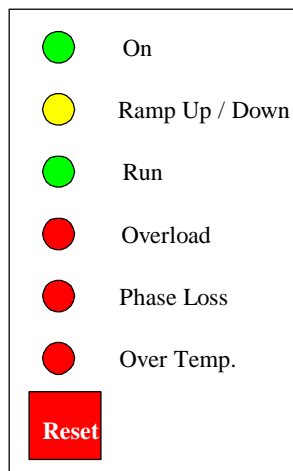 On
Ramp Up / Down
Run
Overload
Phase Loss
Over Temp.
Reset